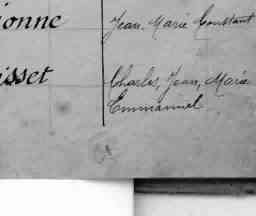 ionne Jean Marie Constant
isset Charles, Jean, Marie
Emmanuel